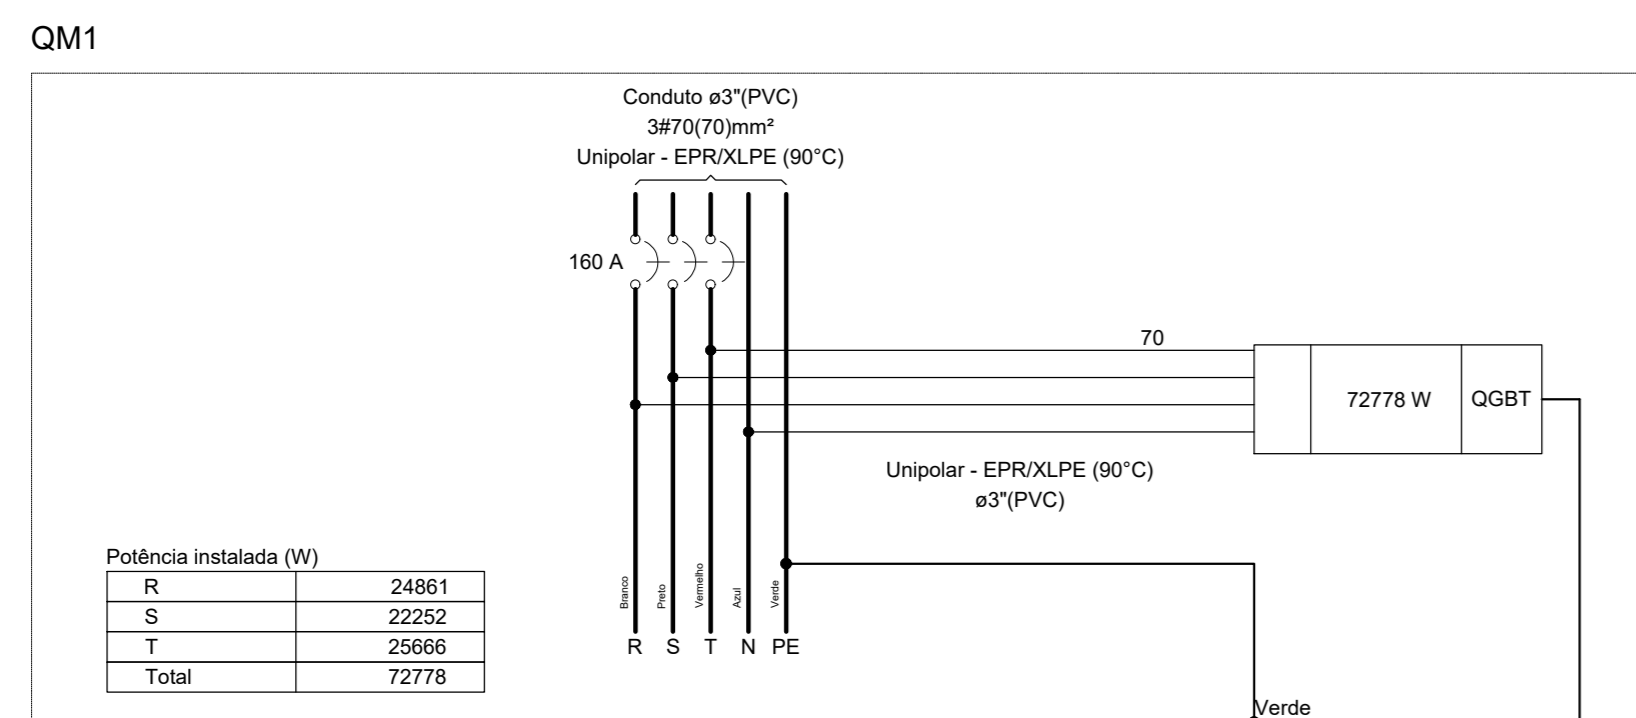 QM1
Conduto ø3"(PVC)
3#70(70)mm²
Unipolar - EPR/XLPE (90°C)
160 A
70
72778 W
QGBT
Unipolar - EPR/XLPE (90°C)
ø3"(PVC)
Potência instalada (W)
R 24861
S 22252
T 25666
Total 72778
Branco
Preto
Vermelho
Azul
Verde
R S T N PE
Verde